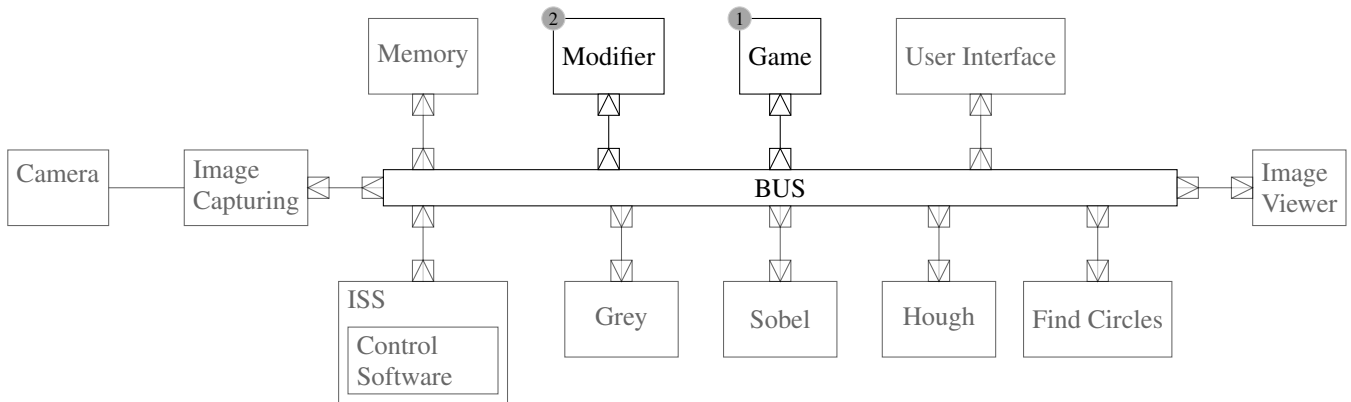 2
1
Memory
Modifier
Game
User Interface
Camera
Image
Capturing
BUS
Image
Viewer
ISS
Control
Software
Grey
Sobel
Hough
Find Circles